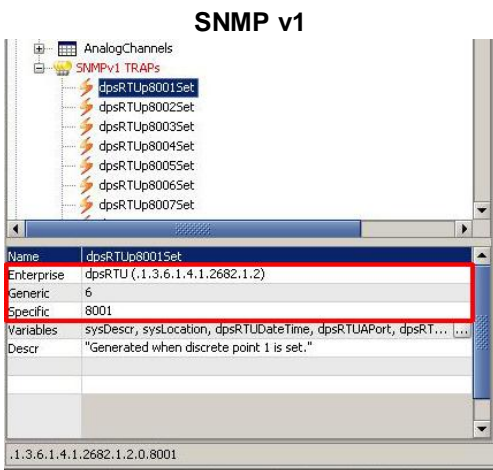 SNMP v1
AnalogChannels
SNMPv1 TRAPs
dpsRTUp8001Set
dpsRTUp8002Set
dpsRTUp8003Set
dpsRTUp8004Set
dpsRTUp8005Set
dpsRTUp8006Set
dpsRTUp8007Set
Name dpsRTUp8001Set
Enterprise dpsRTU (.1.3.6.1.4.1.2682.1.2)
Generic 6
Specific 8001
Variables sysDescr, sysLocation, dpsRTUDateTime, dpsRTUAPort, dpsRT... ...
Descr "Generated when discrete point 1 is set."
.1.3.6.1.4.1.2682.1.2.0.8001